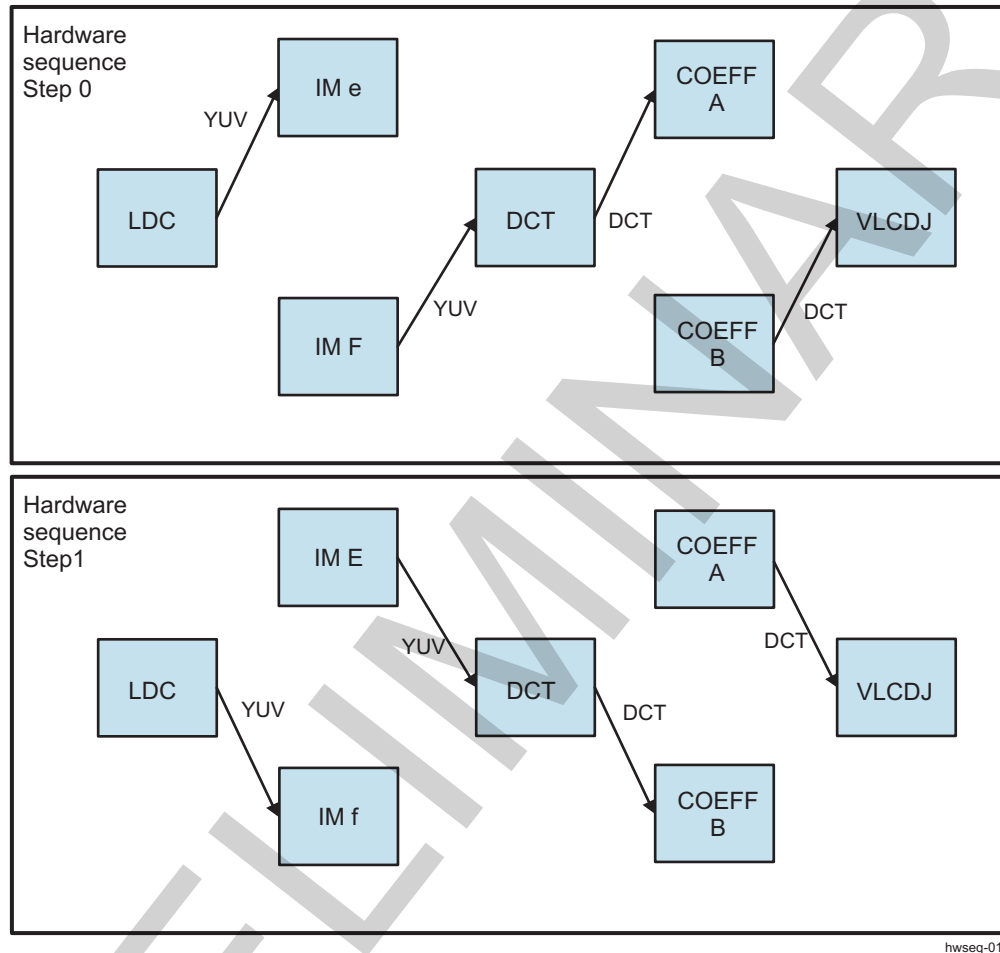 Hardware
sequence
Step 0
IM e
COEFF
A
YUV
LDC
DCT
DCT
VLCDJ
YUV
DCT
IM F
COEFF
B
Hardware
sequence
Step1
IM E
COEFF
A
YUV
DCT
LDC
YUV
DCT
DCT
VLCDJ
IM f
COEFF
B
hwseq-01
ELIMINAR